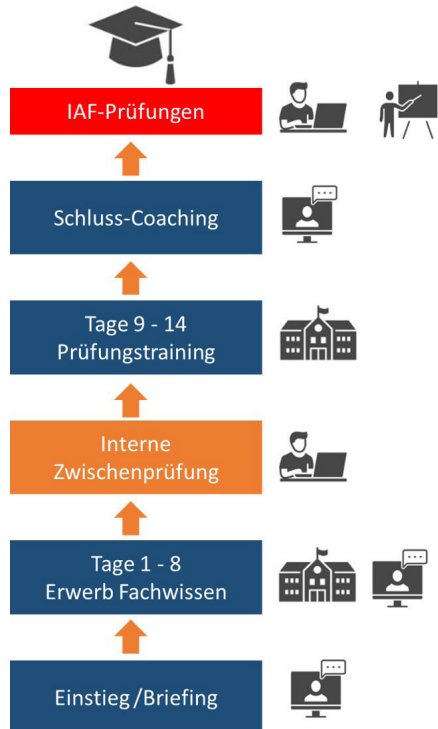 IAF-Prüfungen
Schluss-Coaching
Tage 9 - 14
Prüfungstraining
Interne
Zwischenprüfung
Tage 1 - 8
Erwerb Fachwissen
Einstieg/Briefing